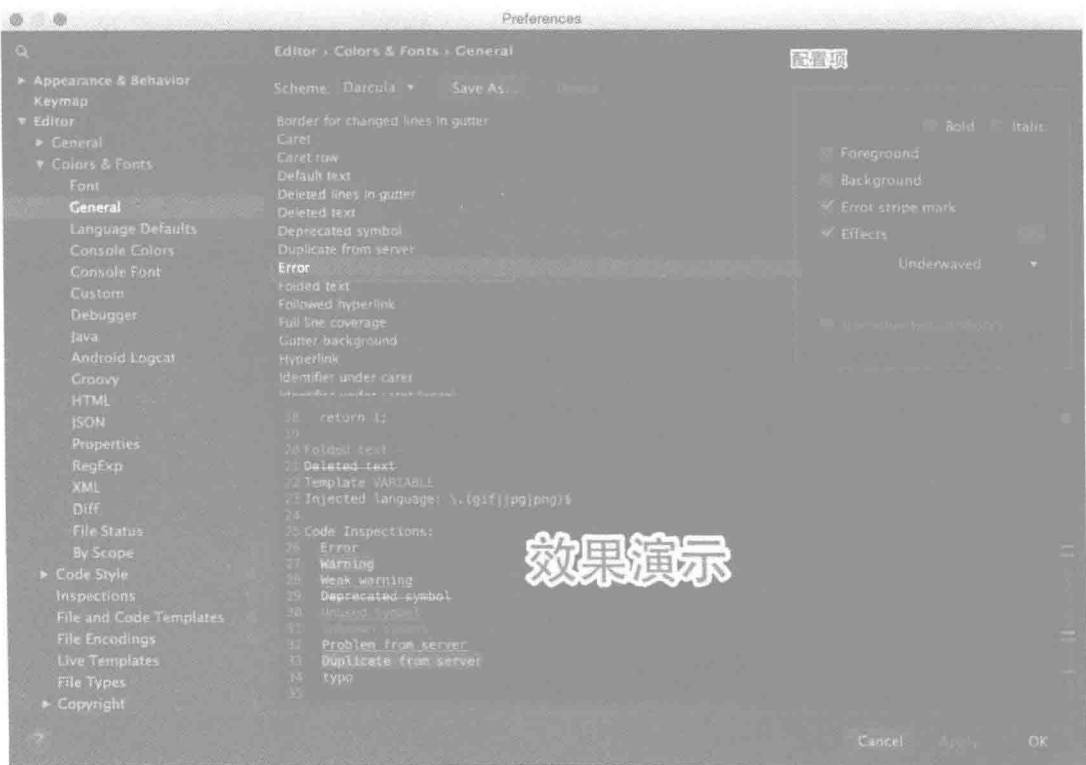 Preferences
Appearance & Behavior
Keymap
Editor
General
Colors & Fonts
Font
General
Language Defaults
Console Colors
Console Font
Custom
Debugger
Java
Android Logcat
Groovy
HTML
JSON
Properties
RegExp
XML
Diff
File Status
By Scope
Code Style
Inspections
File and Code Templates
File Encodings
Live Templates
File Types
Copyright
?
Editor › Colors & Fonts › General
Scheme: Darcula Save As...
Border for changed lines in gutter
Caret
Caret row
Default text
Deleted lines in gutter
Deleted text
Deprecated symbol
Duplicate from server
Error
Folded text
Followed hyperlink
Full line coverage
Gutter background
Hyperlink
Identifier under caret
配置项
Bold Italic
Foreground
Background
Error stripe mark
Effects
Underwaved
18 return 1;
19
20 Folded text
21 Deleted text
22 Template VARIABLE
23 Injected language: \.(gif|jpg|png)$
24
25 Code Inspections:
26 Error
27 Warning
28 Weak warning
29 Deprecated symbol
30 Unused symbol
31
32 Problem from server
33 Duplicate from server
34 typo
35
效果演示
Cancel Apply OK